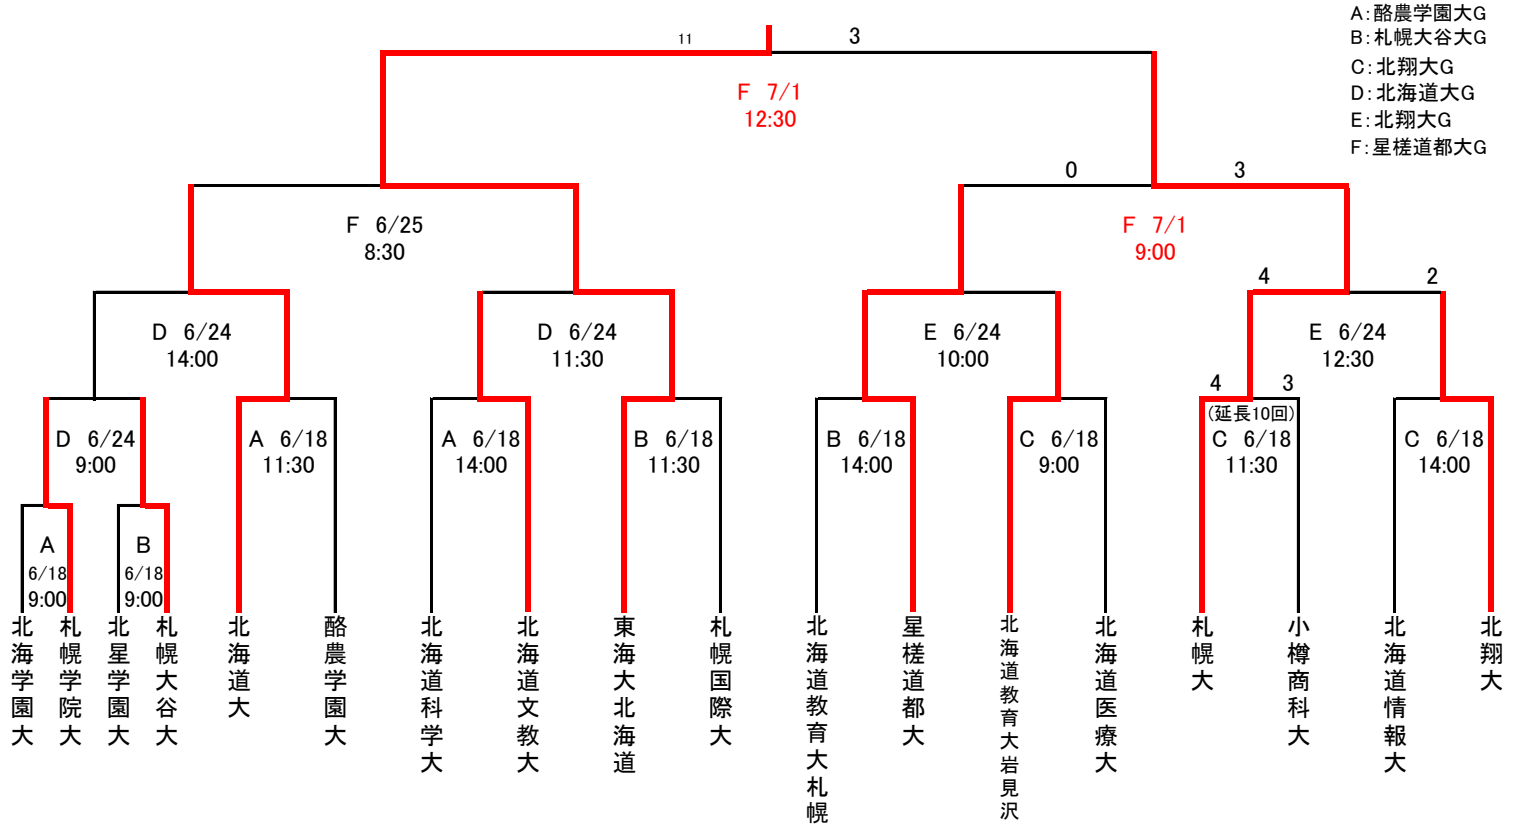 A：酪農学園大G
B：札幌大谷大G
C：北翔大G
D：北海道大G
E：北翔大G
F：星槎道都大G
11
3
F 7/1
12:30
0
3
F 6/25
8:30
F 7/1
9:00
4
2
D 6/24
14:00
D 6/24
11:30
E 6/24
10:00
E 6/24
12:30
4
3
(延長10回)
D 6/24
9:00
A 6/18
11:30
A 6/18
14:00
B 6/18
11:30
B 6/18
14:00
C 6/18
9:00
C 6/18
11:30
C 6/18
14:00
A
6/18
9:00
B
6/18
9:00
北海学園大
札幌学院大
北星学園大
札幌大谷大
北海道大
酪農学園大
北海道科学大
北海道文教大
東海大北海道
札幌国際大
北海道教育大札幌
星槎道都大
北海道教育大岩見沢
北海道医療大
札幌大
小樽商科大
北海道情報大
北翔大